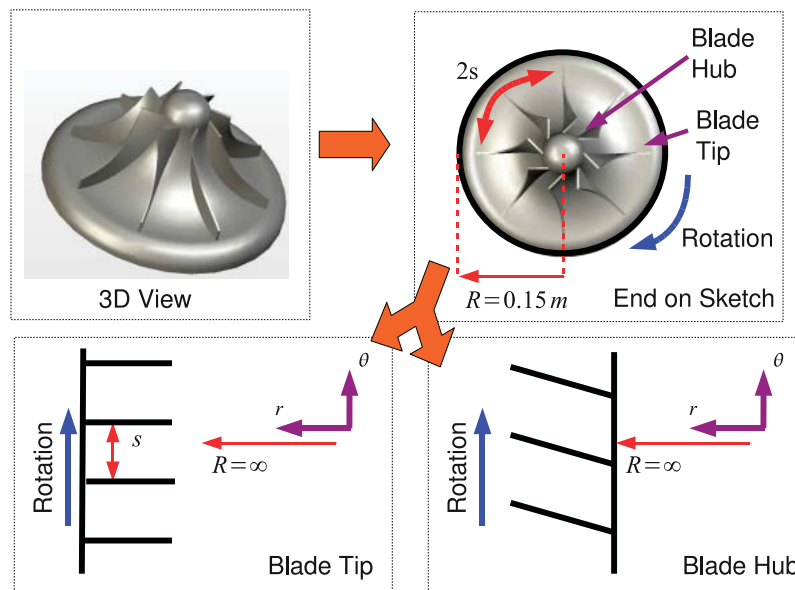 3D View
2s
Blade
Hub
Blade
Tip
Rotation
R=0.15 m
End on Sketch
Rotation
s
θ
r
R=∞
Blade Tip
Rotation
θ
r
R=∞
Blade Hub